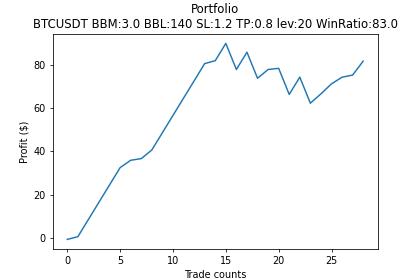 Portfolio
BTCUSDT BBM:3.0 BBL:140 SL:1.2 TP:0.8 lev:20 WinRatio:83.0
80
60
40
20
0
Profit ($)
0 5 10 15 20 25
Trade counts